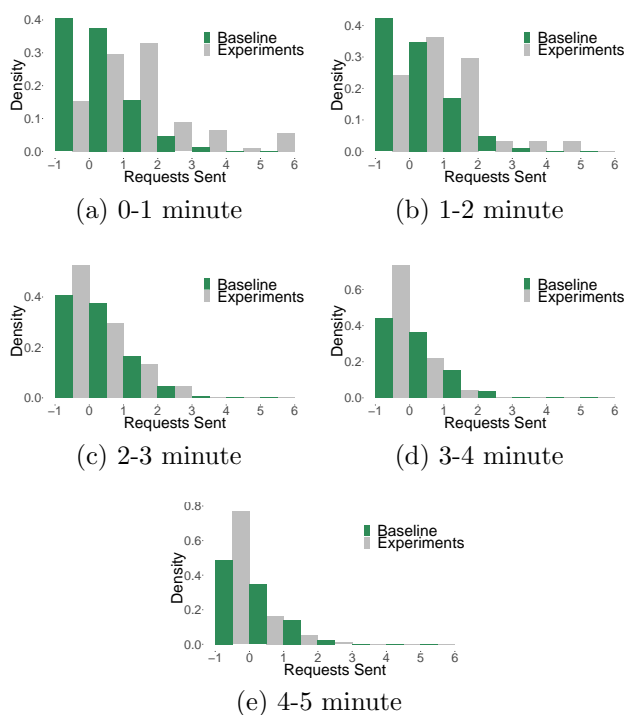 0.4
0.3
0.2
0.1
0.0
Density
Baseline
Experiments
−1 0 1 2 3 4 5 6
Requests Sent
(a) 0-1 minute
0.4
0.3
0.2
0.1
0.0
Density
Baseline
Experiments
−1 0 1 2 3 4 5 6
Requests Sent
(b) 1-2 minute
0.4
0.2
0.0
Density
Baseline
Experiments
−1 0 1 2 3 4 5 6
Requests Sent
(c) 2-3 minute
0.6
0.4
0.2
0.0
Density
Baseline
Experiments
−1 0 1 2 3 4 5 6
Requests Sent
(d) 3-4 minute
0.8
0.6
0.4
0.2
0.0
Density
Baseline
Experiments
−1 0 1 2 3 4 5 6
Requests Sent
(e) 4-5 minute